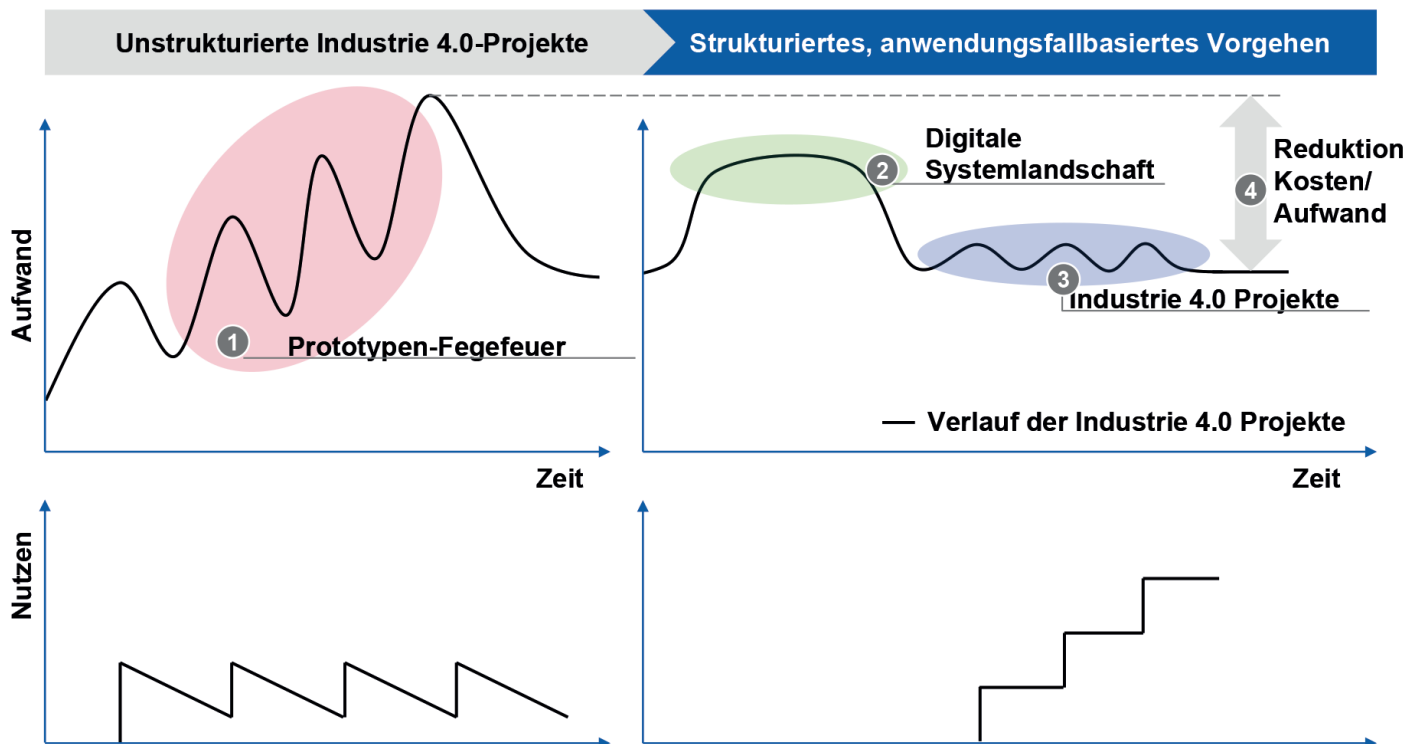 Unstrukturierte Industrie 4.0-Projekte
Strukturiertes, anwendungsfallbasiertes Vorgehen
Aufwand
1
Prototypen-Fegefeuer
Zeit
Digitale
Systemlandschaft
2
3
Industrie 4.0 Projekte
4
Reduktion
Kosten/
Aufwand
Verlauf der Industrie 4.0 Projekte
Zeit
Nutzen